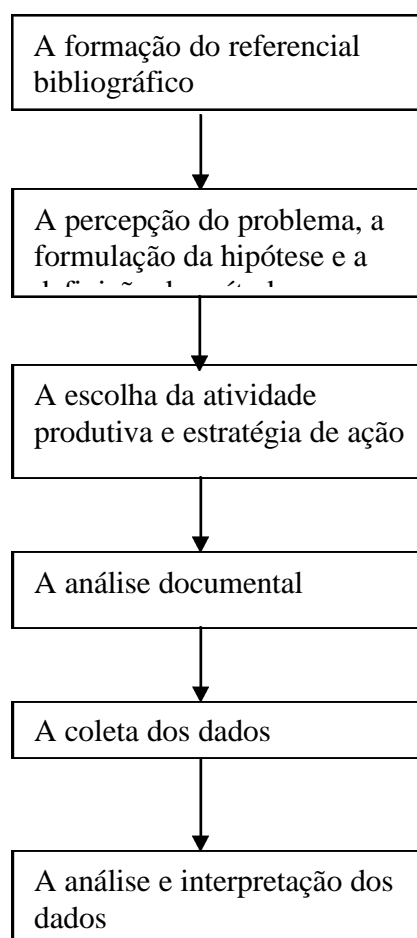 A formação do referencial
bibliográfico
A percepção do problema, a
formulação da hipótese e a
A escolha da atividade
produtiva e estratégia de ação
A análise documental
A coleta dos dados
A análise e interpretação dos
dados